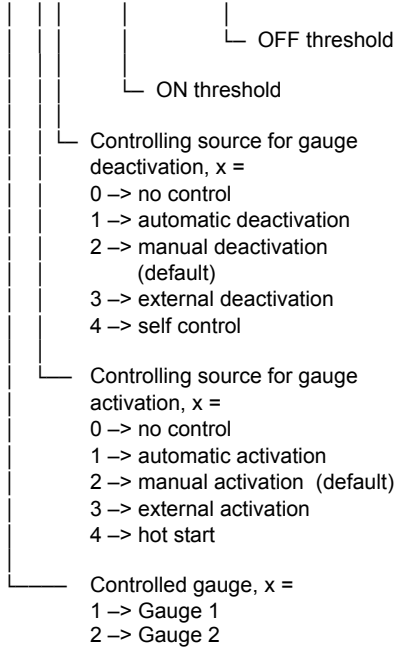 OFF threshold
ON threshold
Controlling source for gauge
deactivation, x =
0 –> no control
1 –> automatic deactivation
2 –> manual deactivation
(default)
3 –> external deactivation
4 –> self control
Controlling source for gauge
activation, x =
0 –> no control
1 –> automatic activation
2 –> manual activation (default)
3 –> external activation
4 –> hot start
Controlled gauge, x =
1 –> Gauge 1
2 –> Gauge 2